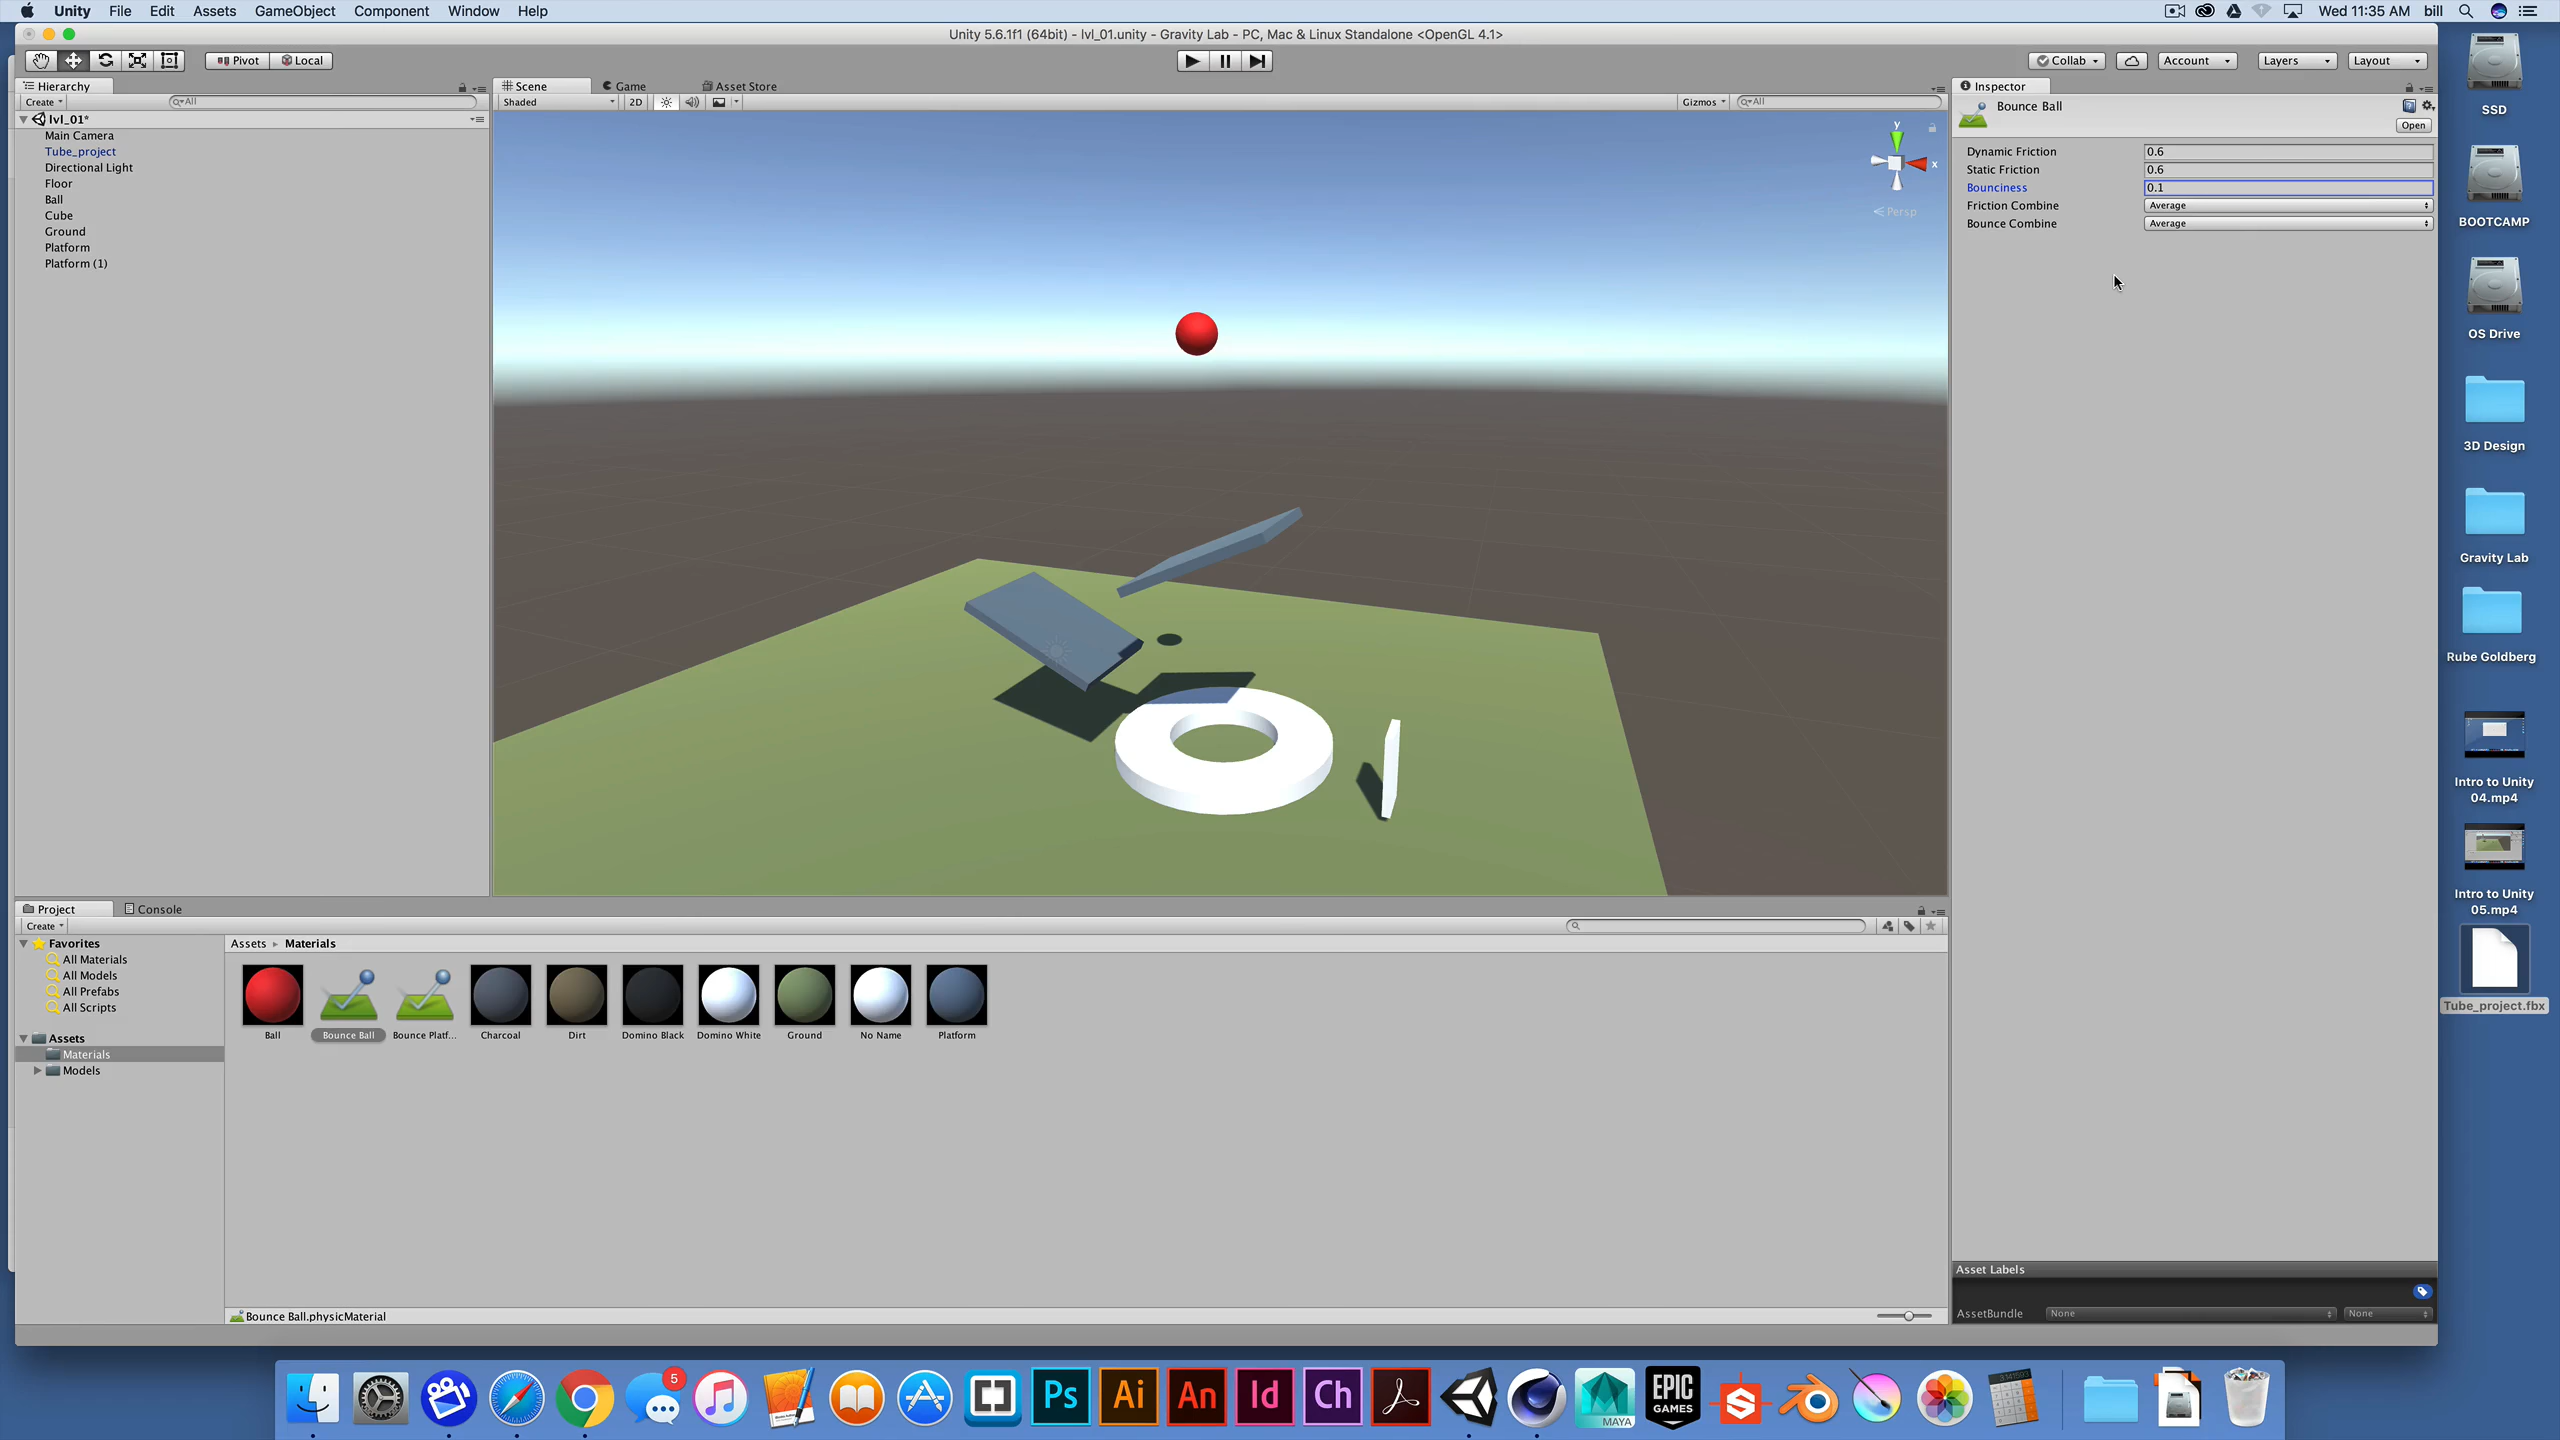 Unity File Edit Assets GameObject Component Window Help Wed 11:35 AM bill
Unity 5.6.1f1 (64bit) - lvl_01.unity - Gravity Lab - PC, Mac & Linux Standalone <OpenGL 4.1>
Pivot Local Collab Account Layers Layout
Hierarchy
Create All
lvl_01*
Main Camera
Tube_project
Directional Light
Floor
Ball
Cube
Ground
Platform
Platform (1)
Scene Game Asset Store
Shaded 2D Gizmos All
y
x
Persp
Inspector
Bounce Ball
Open
Dynamic Friction 0.6
Static Friction 0.6
Bounciness 0.1
Friction Combine Average
Bounce Combine Average
Asset Labels
AssetBundle None None
Project Console
Create
Favorites
All Materials
All Models
All Prefabs
All Scripts
Assets
Materials
Models
Assets Materials
Ball Bounce Ball Bounce Platf... Charcoal Dirt Domino Black Domino White Ground No Name Platform
Bounce Ball.physicMaterial
SSD
BOOTCAMP
OS Drive
3D Design
Gravity Lab
Rube Goldberg
Intro to Unity
04.mp4
Intro to Unity
05.mp4
Tube_project.fbx
5
Ps Ai An Id Ch
MAYA
EPIC
GAMES